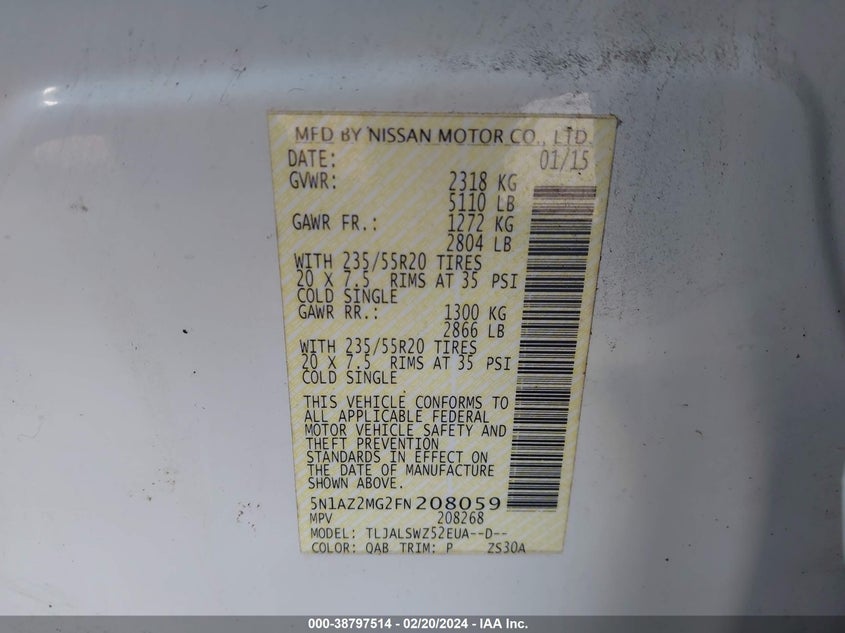 MFD BY NISSAN MOTOR CO., LTD.
DATE: 01/15
GVWR: 2318 KG
5110 LB
GAWR FR.: 1272 KG
2804 LB
WITH 235/55R20 TIRES
20 X 7.5 RIMS AT 35 PSI
COLD SINGLE
GAWR RR.: 1300 KG
2866 LB
WITH 235/55R20 TIRES
20 X 7.5 RIMS AT 35 PSI
COLD SINGLE
THIS VEHICLE CONFORMS TO
ALL APPLICABLE FEDERAL
MOTOR VEHICLE SAFETY AND
THEFT PREVENTION
STANDARDS IN EFFECT ON
THE DATE OF MANUFACTURE
SHOWN ABOVE.
5N1AZ2MG2FN208059
MPV 208268
MODEL: TLJALSWZ52EUA--D--
COLOR: QAB TRIM: P ZS30A
000-38797514 - 02/20/2024 - IAA Inc.